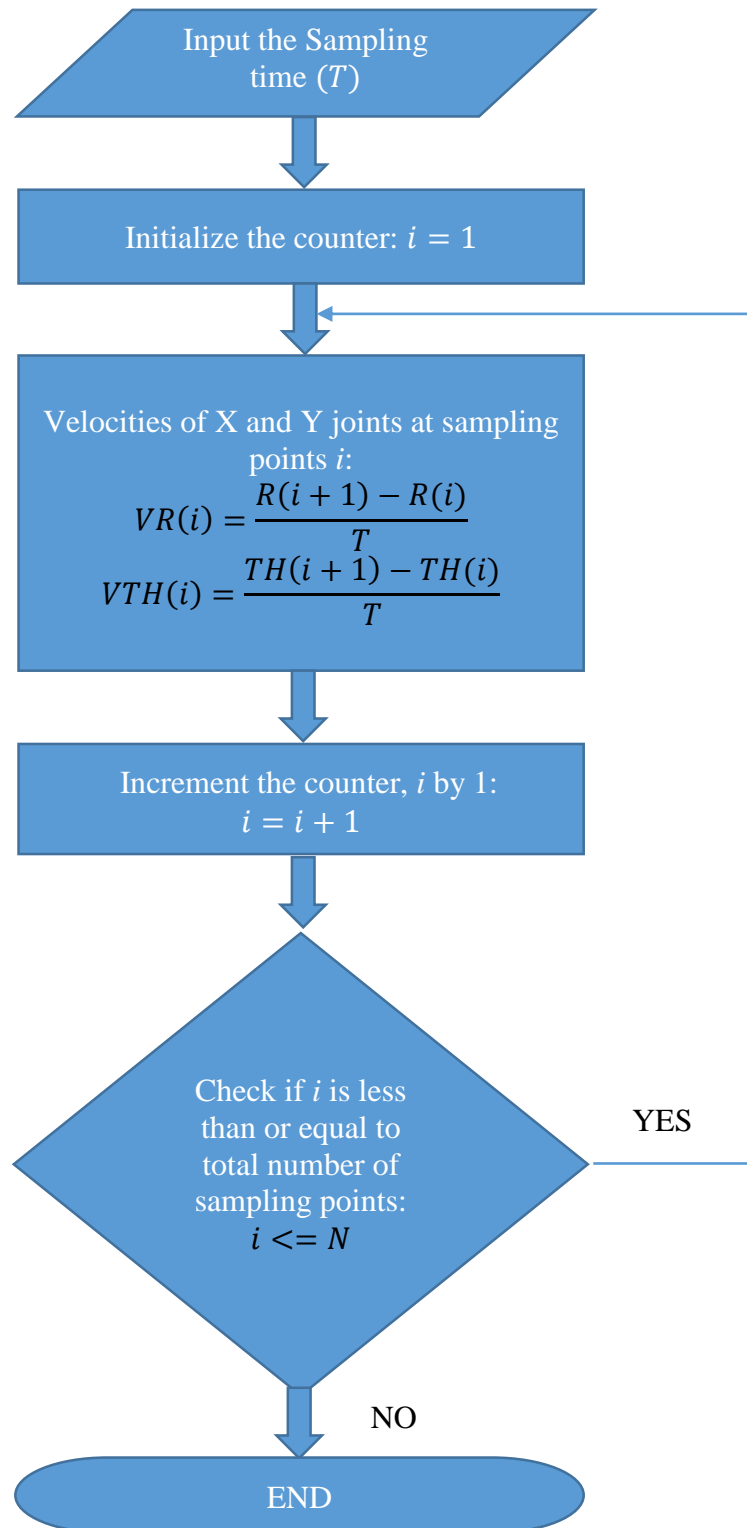 Input the Sampling
time (T)
Initialize the counter: i = 1
Velocities of X and Y joints at sampling
points i:
VR(i) = \frac{R(i + 1) − R(i)}{T}
VTH(i) = \frac{TH(i + 1) − TH(i)}{T}
Increment the counter, i by 1:
i = i + 1
Check if i is less
than or equal to
total number of
sampling points:
i <= N
YES
NO
END